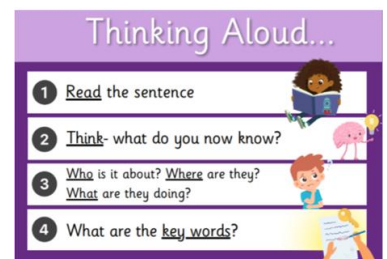 Thinking Aloud...
1 Read the sentence
2 Think- what do you now know?
3 Who is it about? Where are they?
What are they doing?
4 What are the key words?